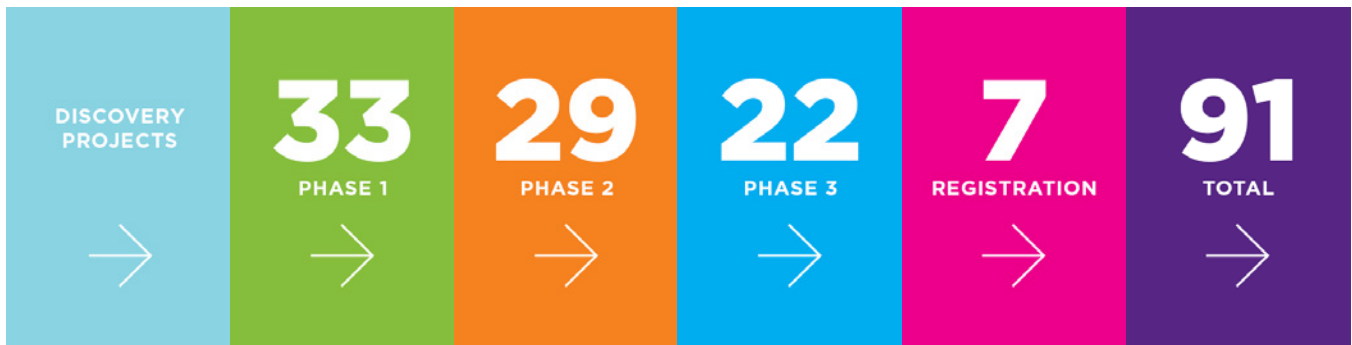 DISCOVERY
PROJECTS
33
PHASE 1
29
PHASE 2
22
PHASE 3
7
REGISTRATION
91
TOTAL